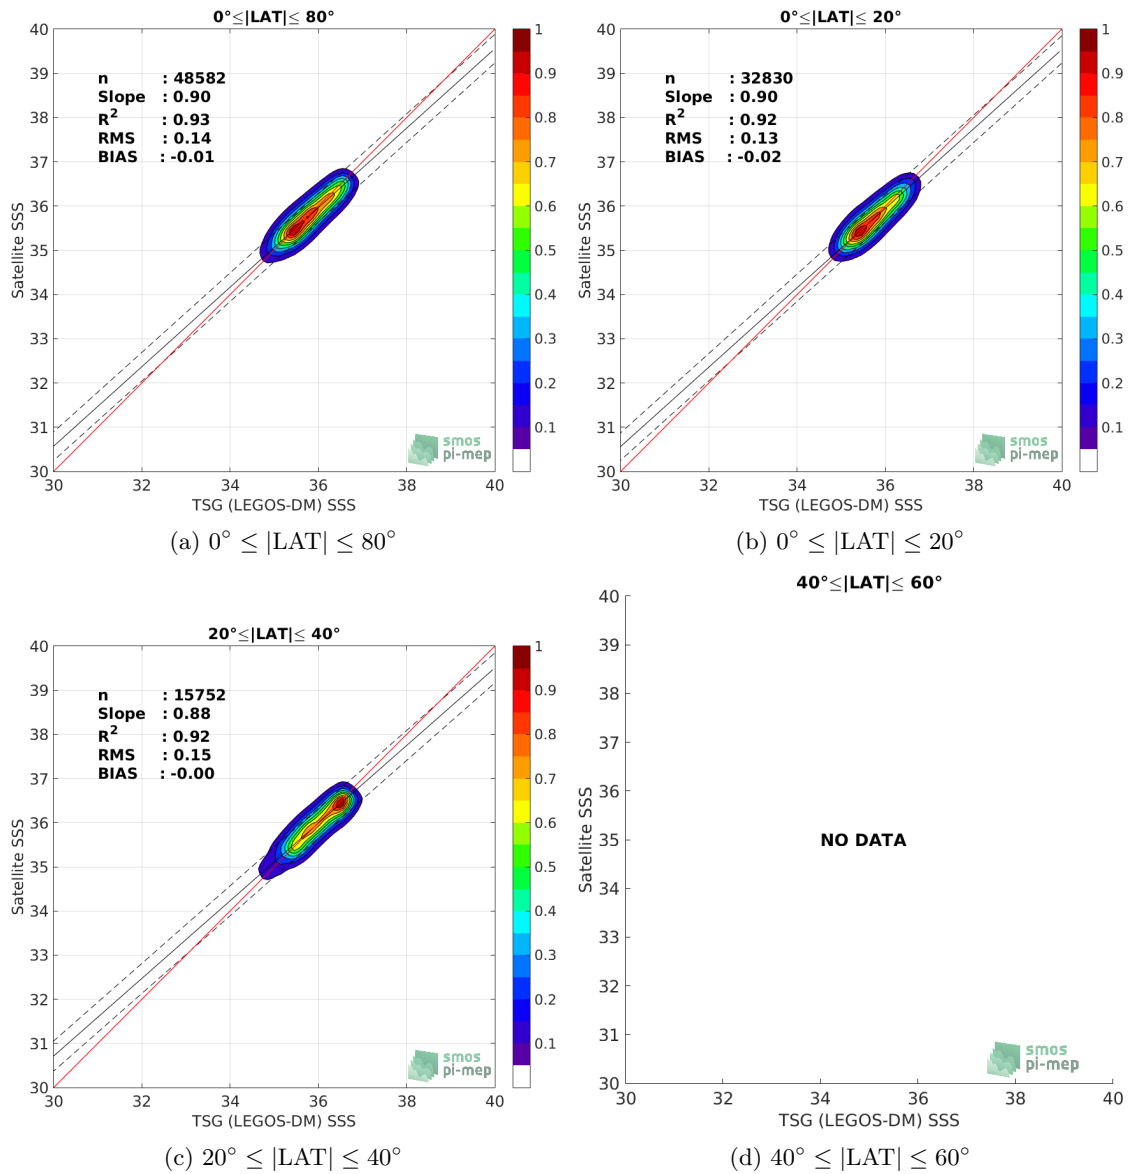 0°≤|LAT|≤ 80°
40
39
38
37
36
35
34
33
32
31
30
Satellite SSS
n : 48582
Slope : 0.90
R2 : 0.93
RMS : 0.14
BIAS : -0.01
1
0.9
0.8
0.7
0.6
0.5
0.4
0.3
0.2
0.1
smos
pi-mep
30 32 34 36 38 40
TSG (LEGOS-DM) SSS
(a) 0° ≤ |LAT| ≤ 80°
0°≤|LAT|≤ 20°
40
39
38
37
36
35
34
33
32
31
30
Satellite SSS
n : 32830
Slope : 0.90
R2 : 0.92
RMS : 0.13
BIAS : -0.02
1
0.9
0.8
0.7
0.6
0.5
0.4
0.3
0.2
0.1
smos
pi-mep
30 32 34 36 38 40
TSG (LEGOS-DM) SSS
(b) 0° ≤ |LAT| ≤ 20°
20°≤|LAT|≤ 40°
40
39
38
37
36
35
34
33
32
31
30
Satellite SSS
n : 15752
Slope : 0.88
R2 : 0.92
RMS : 0.15
BIAS : -0.00
1
0.9
0.8
0.7
0.6
0.5
0.4
0.3
0.2
0.1
smos
pi-mep
30 32 34 36 38 40
TSG (LEGOS-DM) SSS
(c) 20° ≤ |LAT| ≤ 40°
40°≤|LAT|≤ 60°
40
39
38
37
36
35
34
33
32
31
30
Satellite SSS
NO DATA
smos
pi-mep
30 32 34 36 38 40
TSG (LEGOS-DM) SSS
(d) 40° ≤ |LAT| ≤ 60°